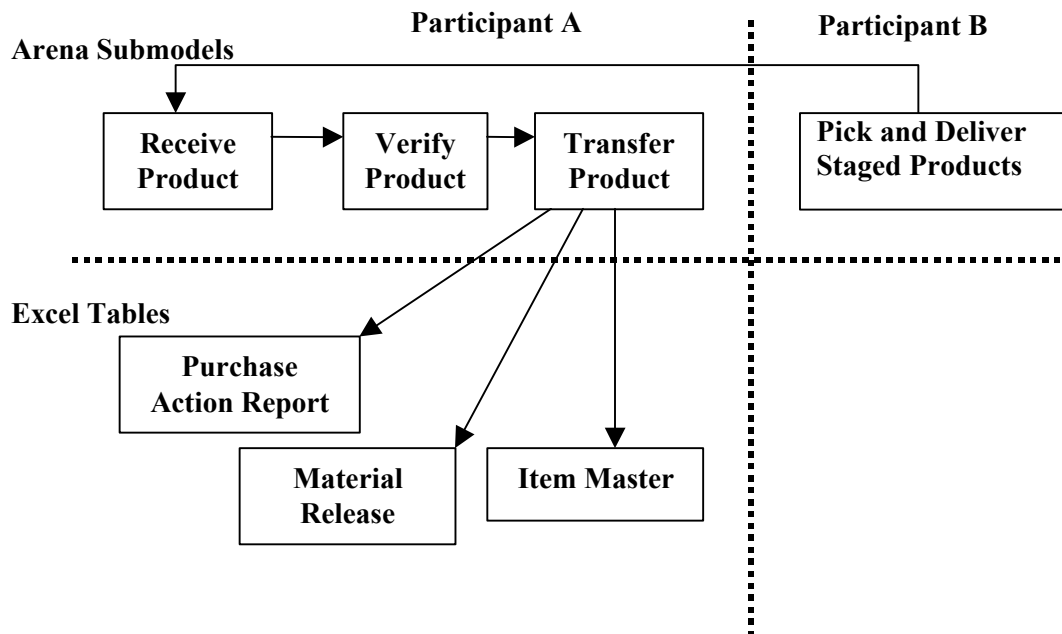 Participant A
Participant B
Arena Submodels
Receive
Product
Verify
Product
Transfer
Product
Pick and Deliver
Staged Products
Excel Tables
Purchase
Action Report
Material
Release
Item Master